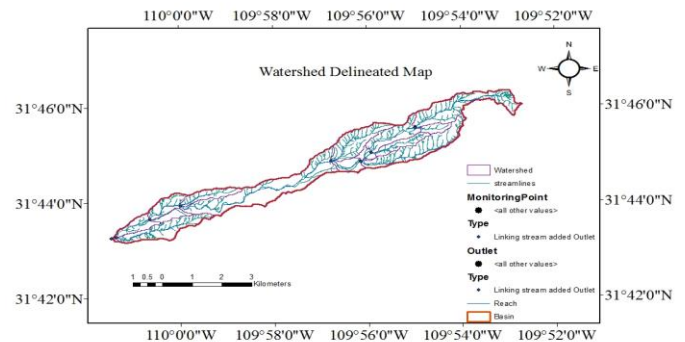 110°0'0"W 109°58'0"W 109°56'0"W 109°54'0"W 109°52'0"W
Watershed Delineated Map
N
W E
S
31°46'0"N 31°46'0"N
31°44'0"N 31°44'0"N
31°42'0"N 31°42'0"N
Watershed
streamlines
MonitoringPoint
<all other values>
Type
Linking stream added Outlet
Outlet
<all other values>
Type
Linking stream added Outlet
Reach
Basin
1 0.5 0 1 2 3
Kilometers
110°0'0"W 109°58'0"W 109°56'0"W 109°54'0"W 109°52'0"W